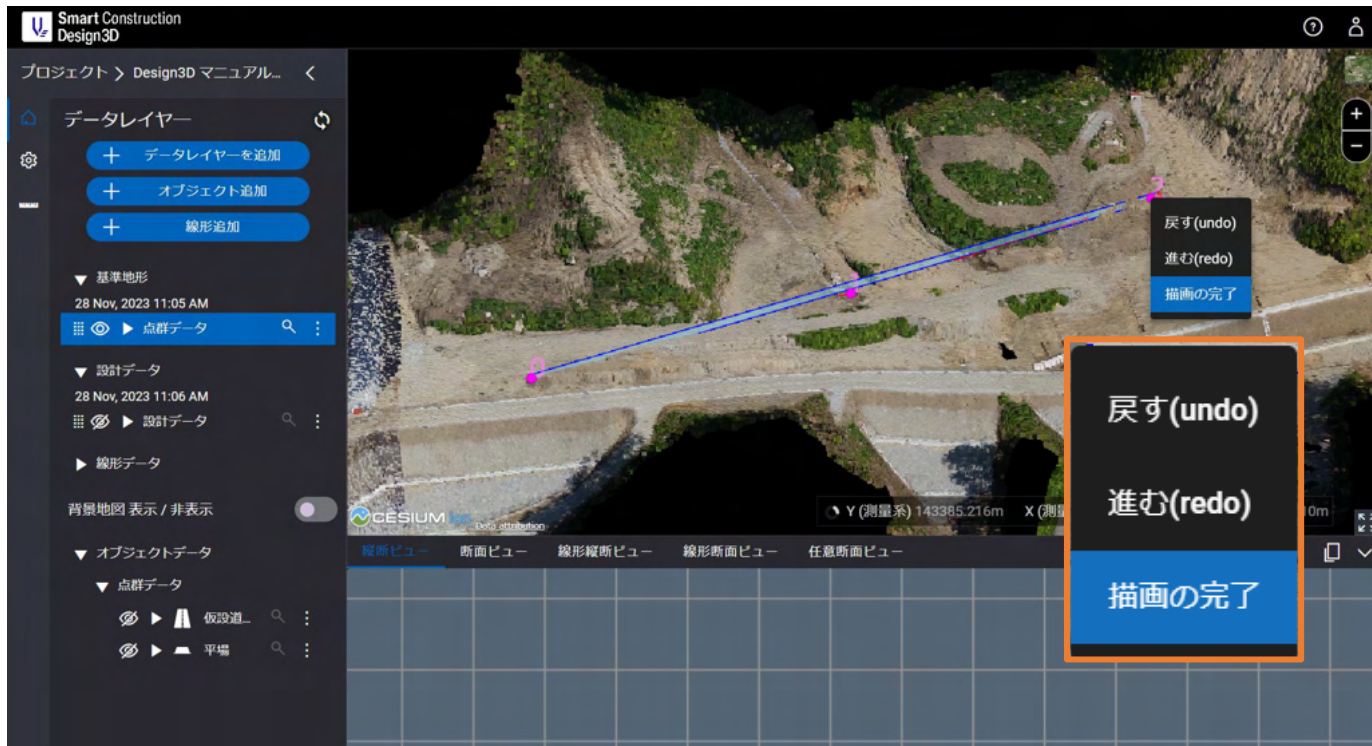 Smart Construction
Design3D
プロジェクト > Design3D マニュアル...
データレイヤー
データレイヤーを追加
オブジェクト追加
線形追加
基準地形
28 Nov, 2023 11:05 AM
点群データ
設計データ
28 Nov, 2023 11:06 AM
設計データ
線形データ
背景地図 表示 / 非表示
オブジェクトデータ
点群データ
仮設道...
平場
戻す(undo)
進む(redo)
描画の完了
戻す(undo)
進む(redo)
描画の完了
CESIUM ion
Data attribution
Y (測量系) 143385.216m X (測量
縦断ビュー 断面ビュー 線形縦断ビュー 線形断面ビュー 任意断面ビュー